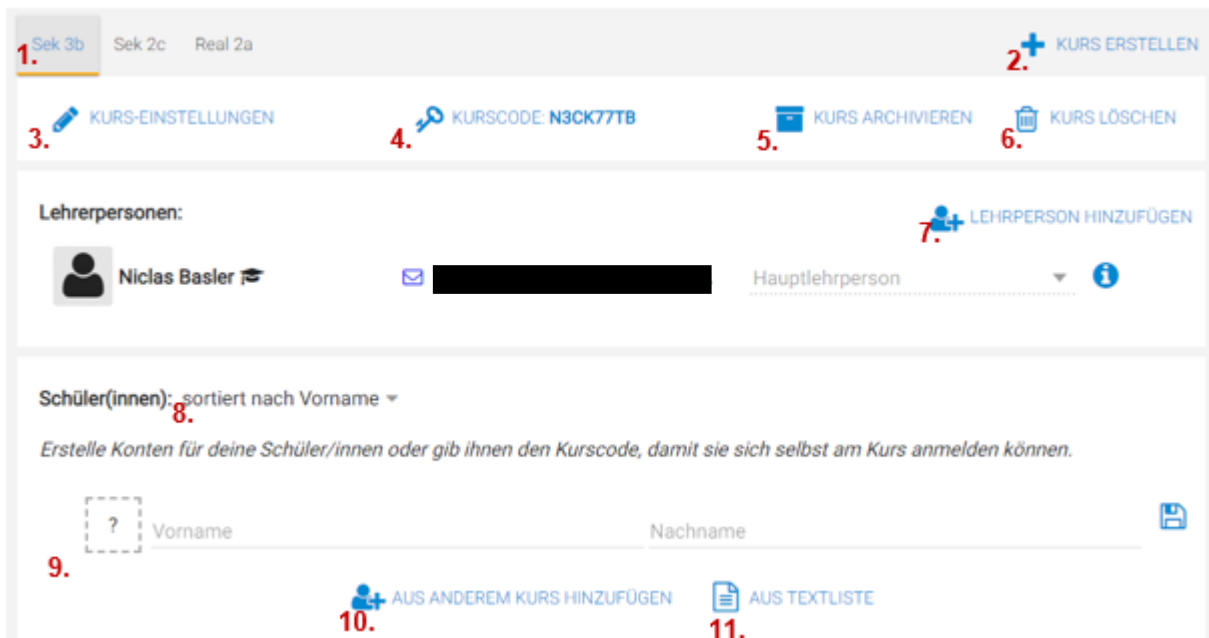 1. Sek 3b Sek 2c Real 2a 2. KURS ERSTELLEN
3. KURS-EINSTELLUNGEN 4. KURSCODE: N3CK77TB 5. KURS ARCHIVIEREN 6. KURS LÖSCHEN
Lehrerpersonen: 7. LEHRPERSON HINZUFÜGEN
Niclas Basler Hauptlehrperson
Schüler(innen): 8. sortiert nach Vorname
Erstelle Konten für deine Schüler/innen oder gib ihnen den Kurscode, damit sie sich selbst am Kurs anmelden können.
9. ? Vorname Nachname
10. AUS ANDEREM KURS HINZUFÜGEN 11. AUS TEXTLISTE